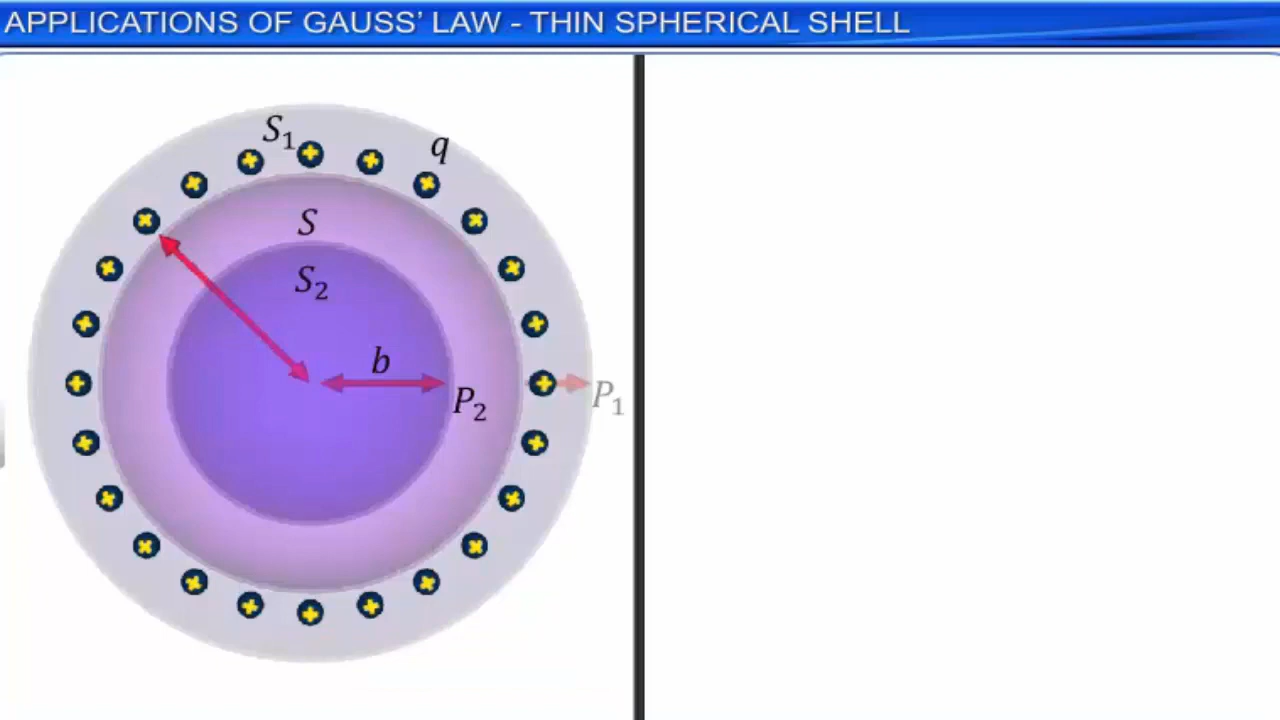 APPLICATIONS OF GAUSS’ LAW - THIN SPHERICAL SHELL
S₁
q
S
S₂
b
P₂
P₁